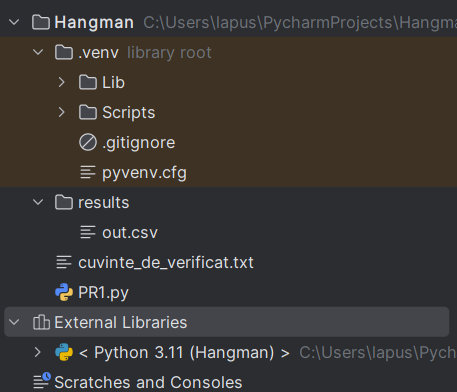 Hangman C:\Users\lapus\PycharmProjects\Hangma
.venv library root
Lib
Scripts
.gitignore
pyvenv.cfg
results
out.csv
cuvinte_de_verificat.txt
PR1.py
External Libraries
< Python 3.11 (Hangman) > C:\Users\lapus\Pych
Scratches and Consoles